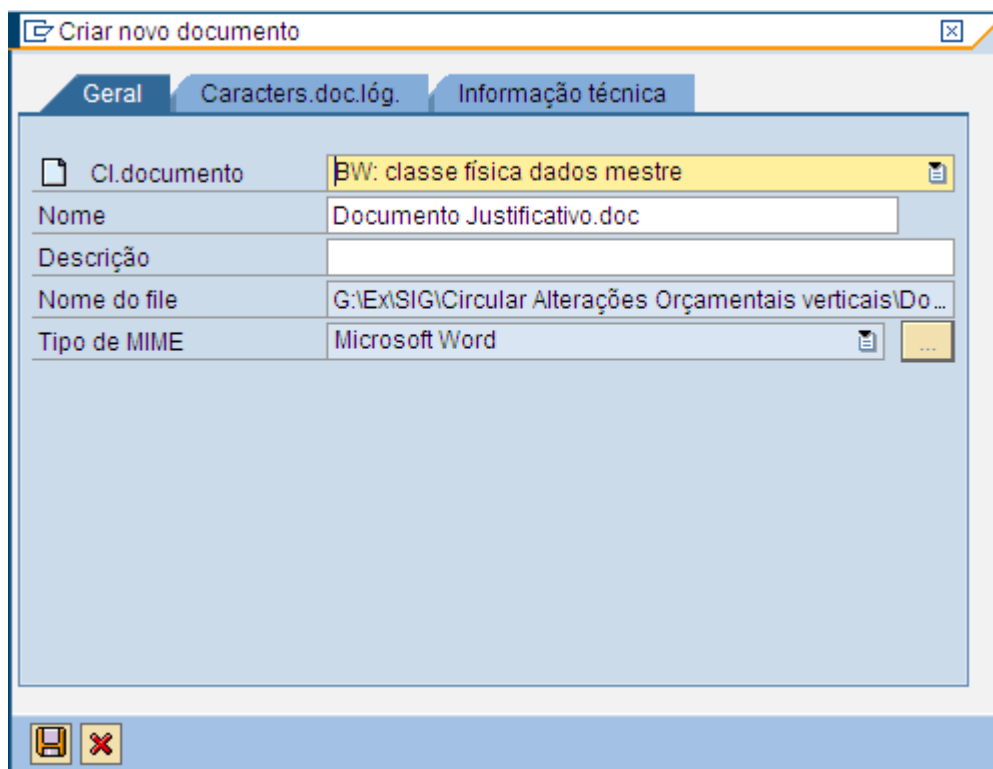 Criar novo documento
Geral Caracters.doc.lóg. Informação técnica
Cl.documento BW: classe física dados mestre
Nome Documento Justificativo.doc
Descrição
Nome do file G:\Ex\SIG\Circular Alterações Orçamentais verticais\Do...
Tipo de MIME Microsoft Word ...